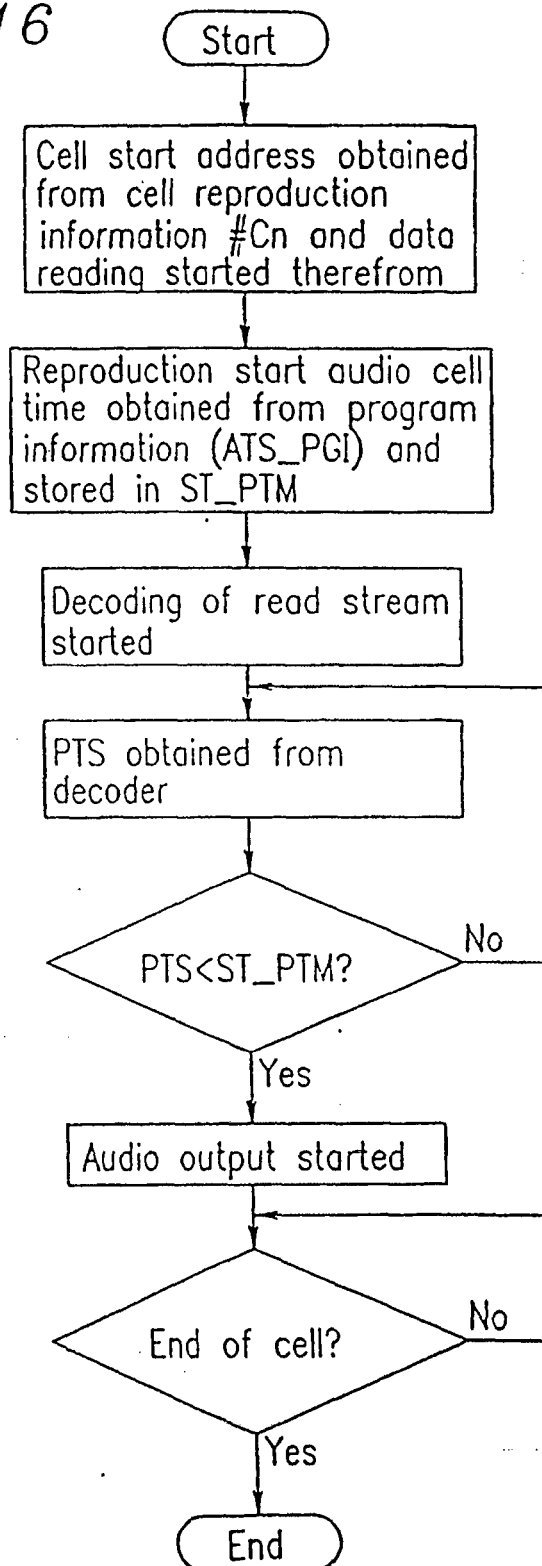 16
Start
Cell start address obtained
from cell reproduction
information #Cn and data
reading started therefrom
Reproduction start audio cell
time obtained from program
information (ATS_PGI) and
stored in ST_PTM
Decoding of read stream
started
PTS obtained from
decoder
PTS<ST_PTM?
No
Yes
Audio output started
End of cell?
No
Yes
End